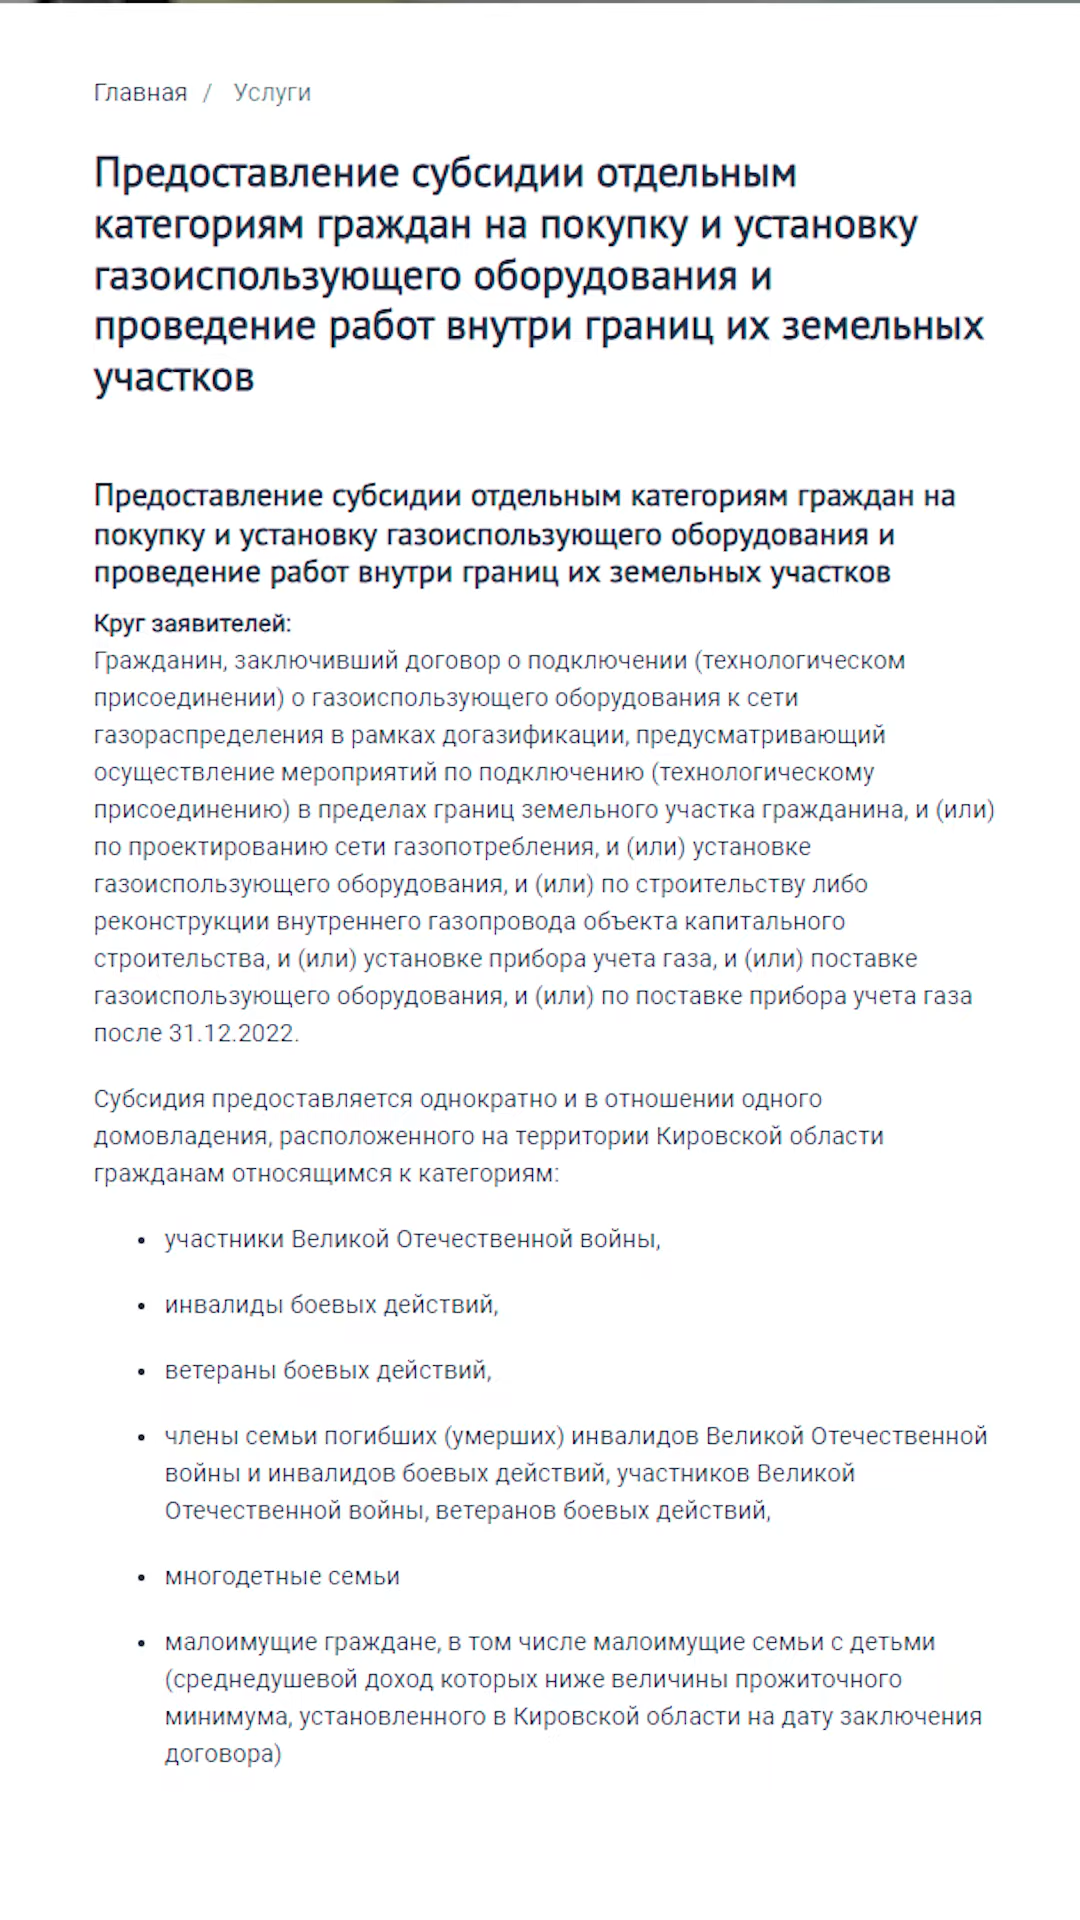 Главная / Услуги
Предоставление субсидии отдельным
категориям граждан на покупку и установку
газоиспользующего оборудования и
проведение работ внутри границ их земельных
участков
Предоставление субсидии отдельным категориям граждан на
покупку и установку газоиспользующего оборудования и
проведение работ внутри границ их земельных участков
Круг заявителей:
Гражданин, заключивший договор о подключении (технологическом
присоединении) о газоиспользующего оборудования к сети
газораспределения в рамках догазификации, предусматривающий
осуществление мероприятий по подключению (технологическому
присоединению) в пределах границ земельного участка гражданина, и (или)
по проектированию сети газопотребления, и (или) установке
газоиспользующего оборудования, и (или) по строительству либо
реконструкции внутреннего газопровода объекта капитального
строительства, и (или) установке прибора учета газа, и (или) поставке
газоиспользующего оборудования, и (или) по поставке прибора учета газа
после 31.12.2022.
Субсидия предоставляется однократно и в отношении одного
домовладения, расположенного на территории Кировской области
гражданам относящимся к категориям:
• участники Великой Отечественной войны,
• инвалиды боевых действий,
• ветераны боевых действий,
• члены семьи погибших (умерших) инвалидов Великой Отечественной
войны и инвалидов боевых действий, участников Великой
Отечественной войны, ветеранов боевых действий,
• многодетные семьи
• малоимущие граждане, в том числе малоимущие семьи с детьми
(среднедушевой доход которых ниже величины прожиточного
минимума, установленного в Кировской области на дату заключения
договора)